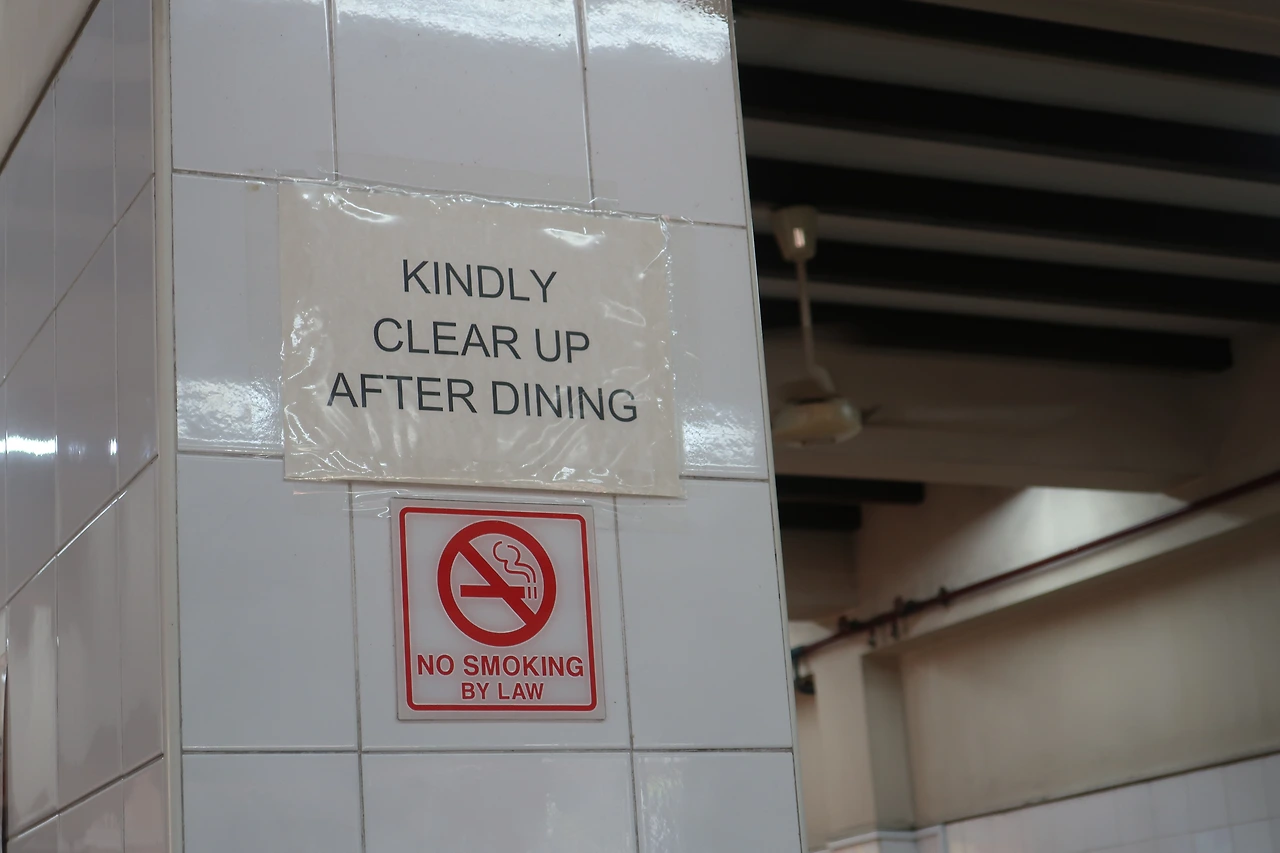 KINDLY
CLEAR UP
AFTER DINING
NO SMOKING
BY LAW